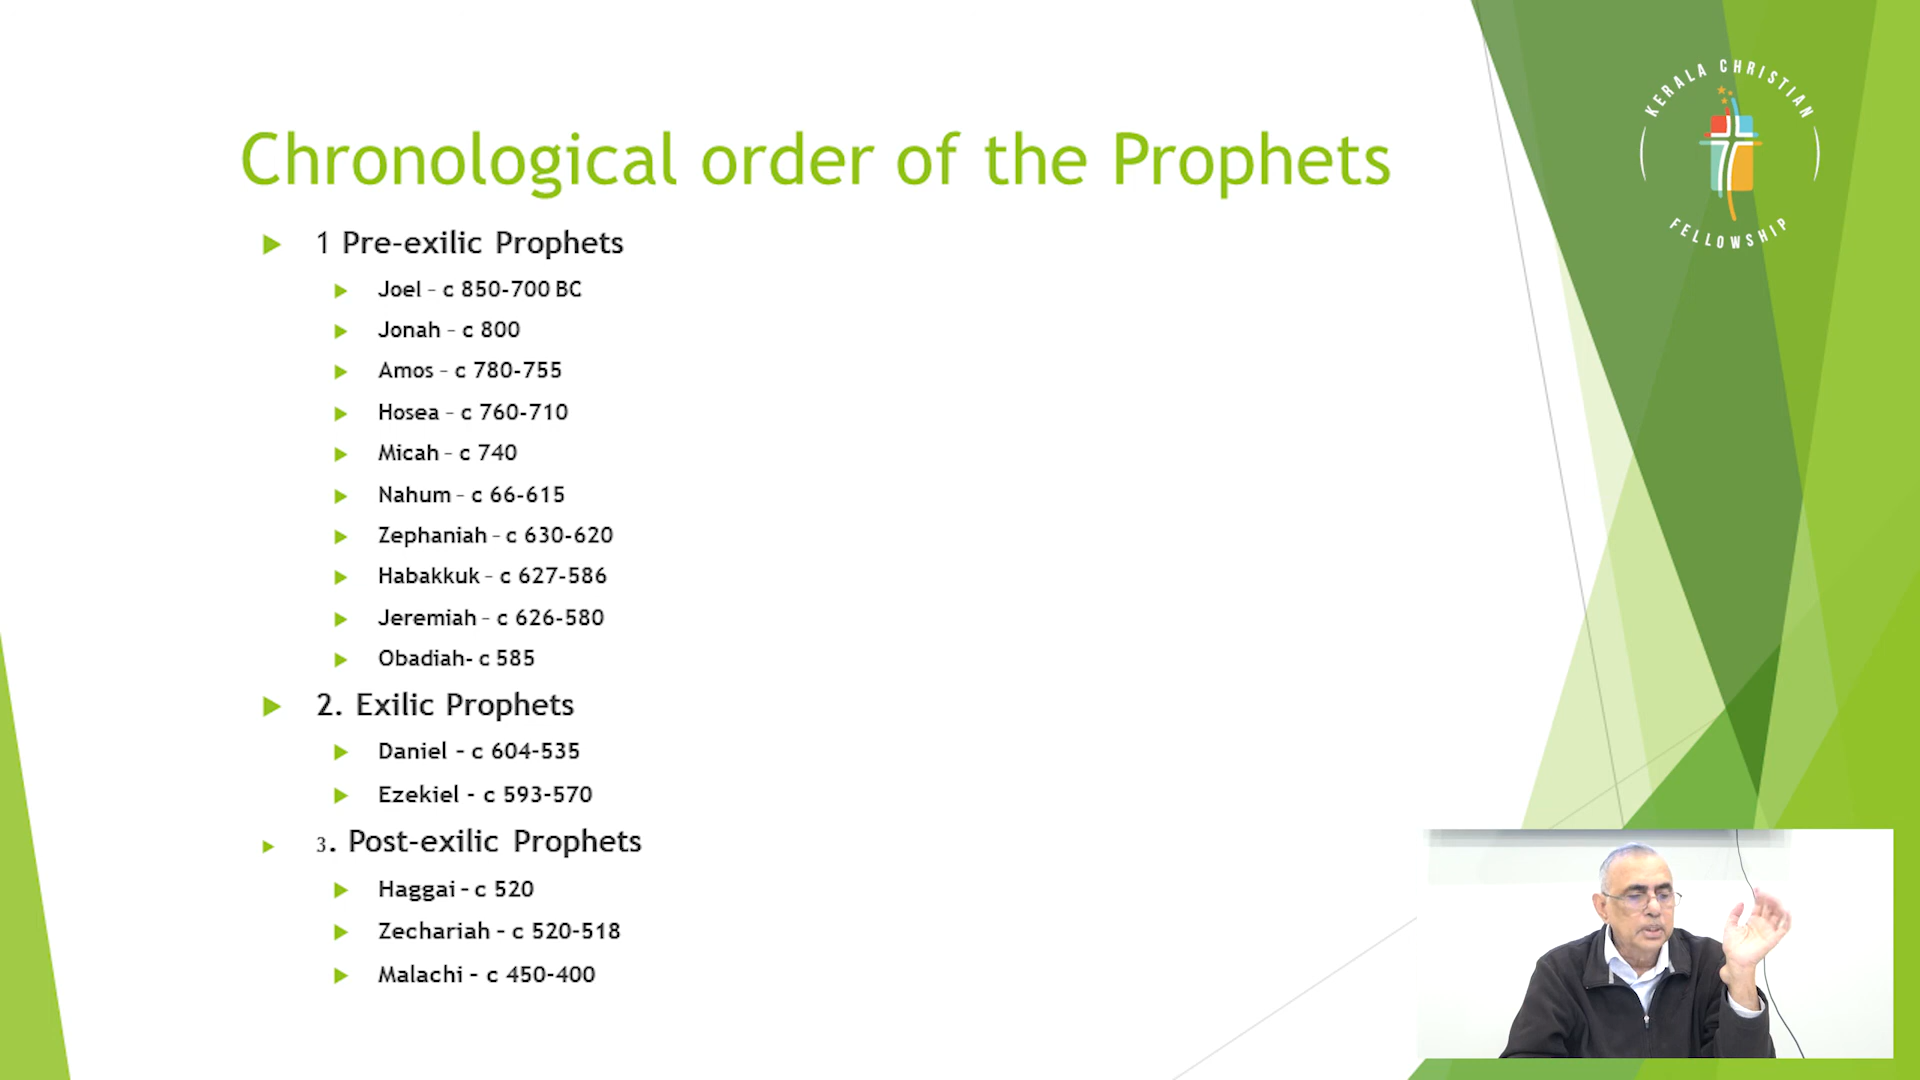 Chronological order of the Prophets
1 Pre-exilic Prophets
Joel – c 850-700 BC
Jonah – c 800
Amos – c 780-755
Hosea – c 760-710
Micah – c 740
Nahum – c 66-615
Zephaniah – c 630-620
Habakkuk – c 627-586
Jeremiah – c 626-580
Obadiah- c 585
2. Exilic Prophets
Daniel – c 604-535
Ezekiel - c 593-570
3. Post-exilic Prophets
Haggai – c 520
Zechariah – c 520-518
Malachi – c 450-400
KERALA CHRISTIAN
FELLOWSHIP